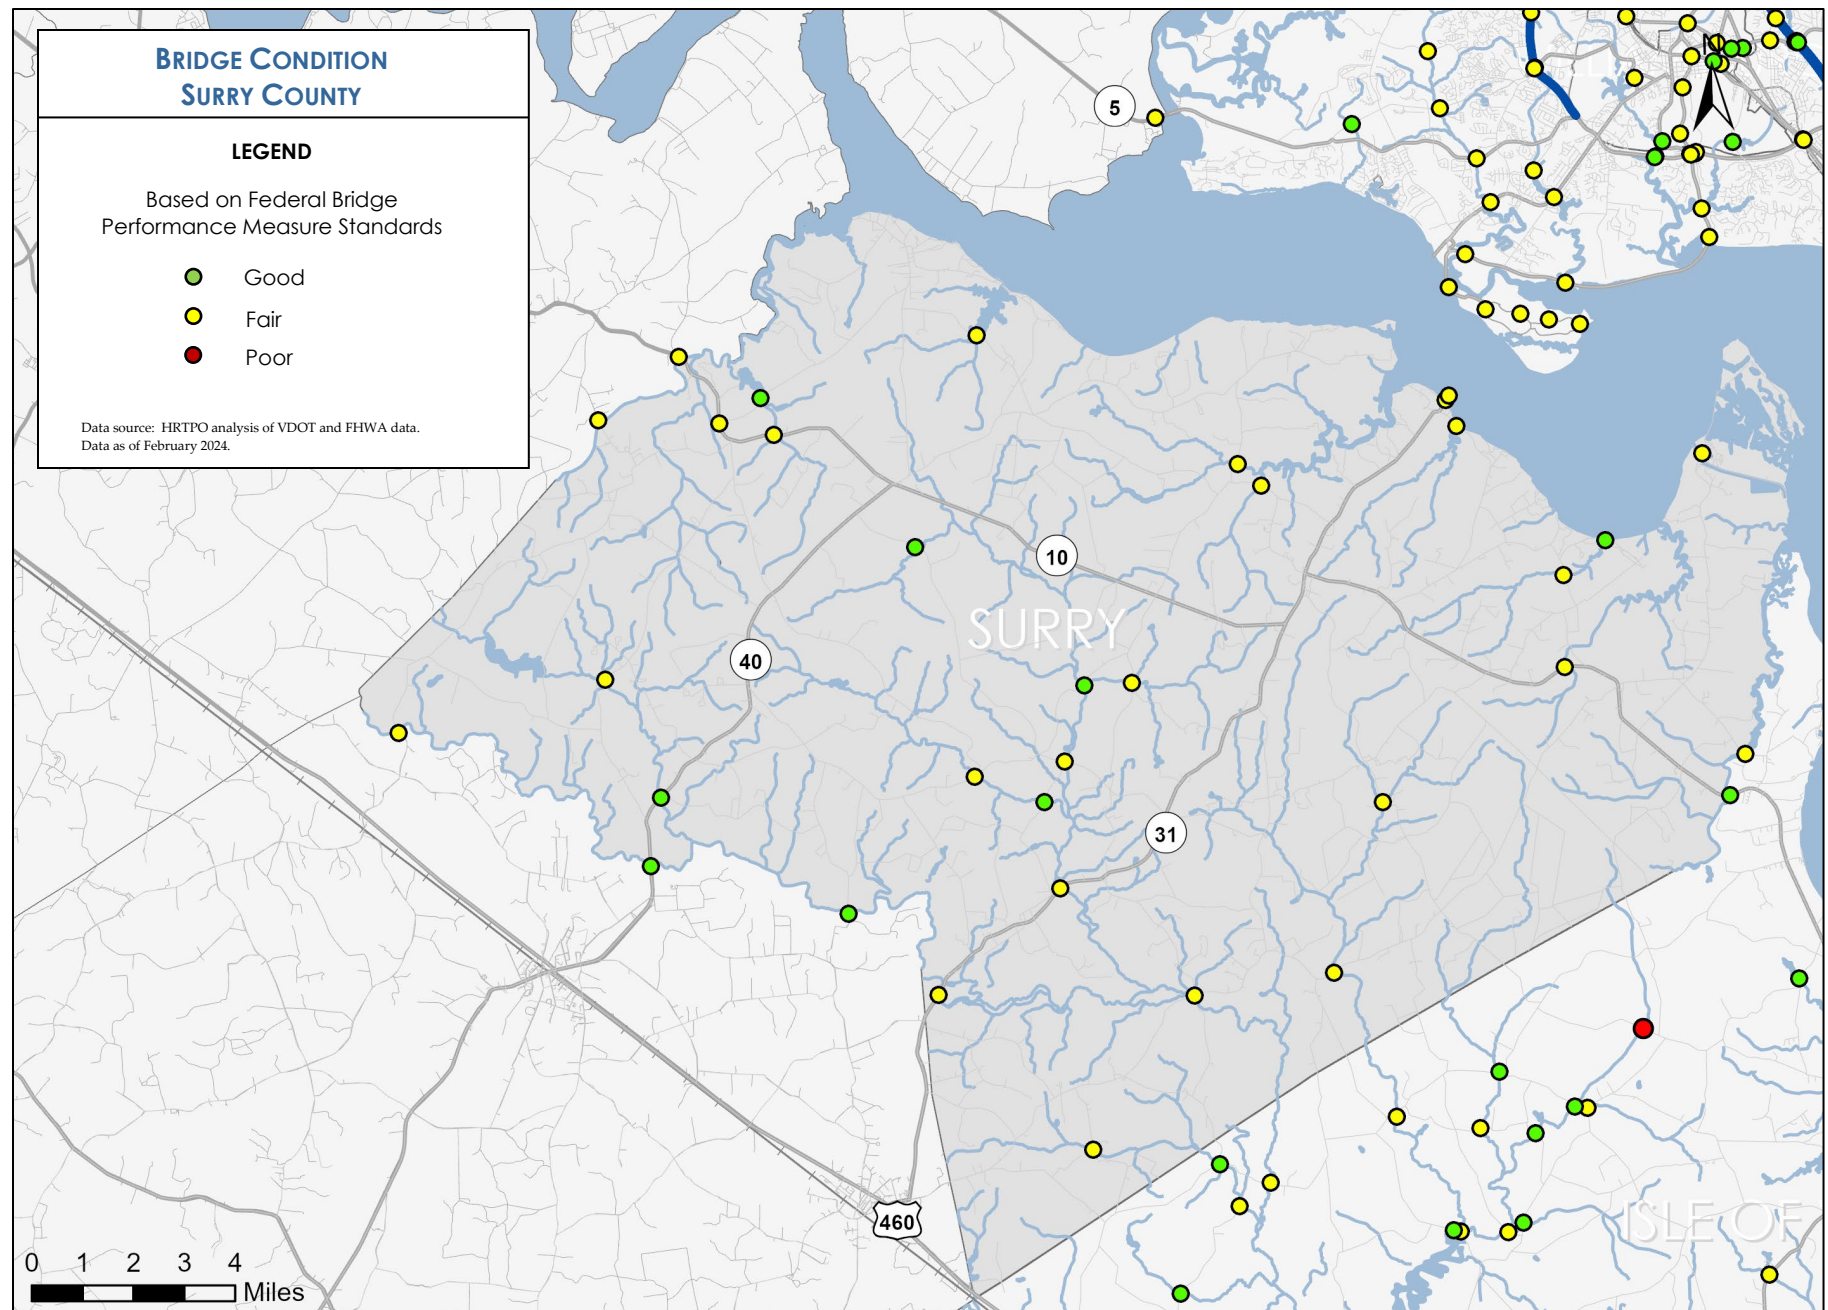 BRIDGE CONDITION
SURRY COUNTY
LEGEND
Based on Federal Bridge
Performance Measure Standards
Good
Fair
Poor
Data source: HRTPO analysis of VDOT and FHWA data.
Data as of February 2024.
5
N
10
SURRY
40
31
460
ISLE OF
0 1 2 3 4
Miles